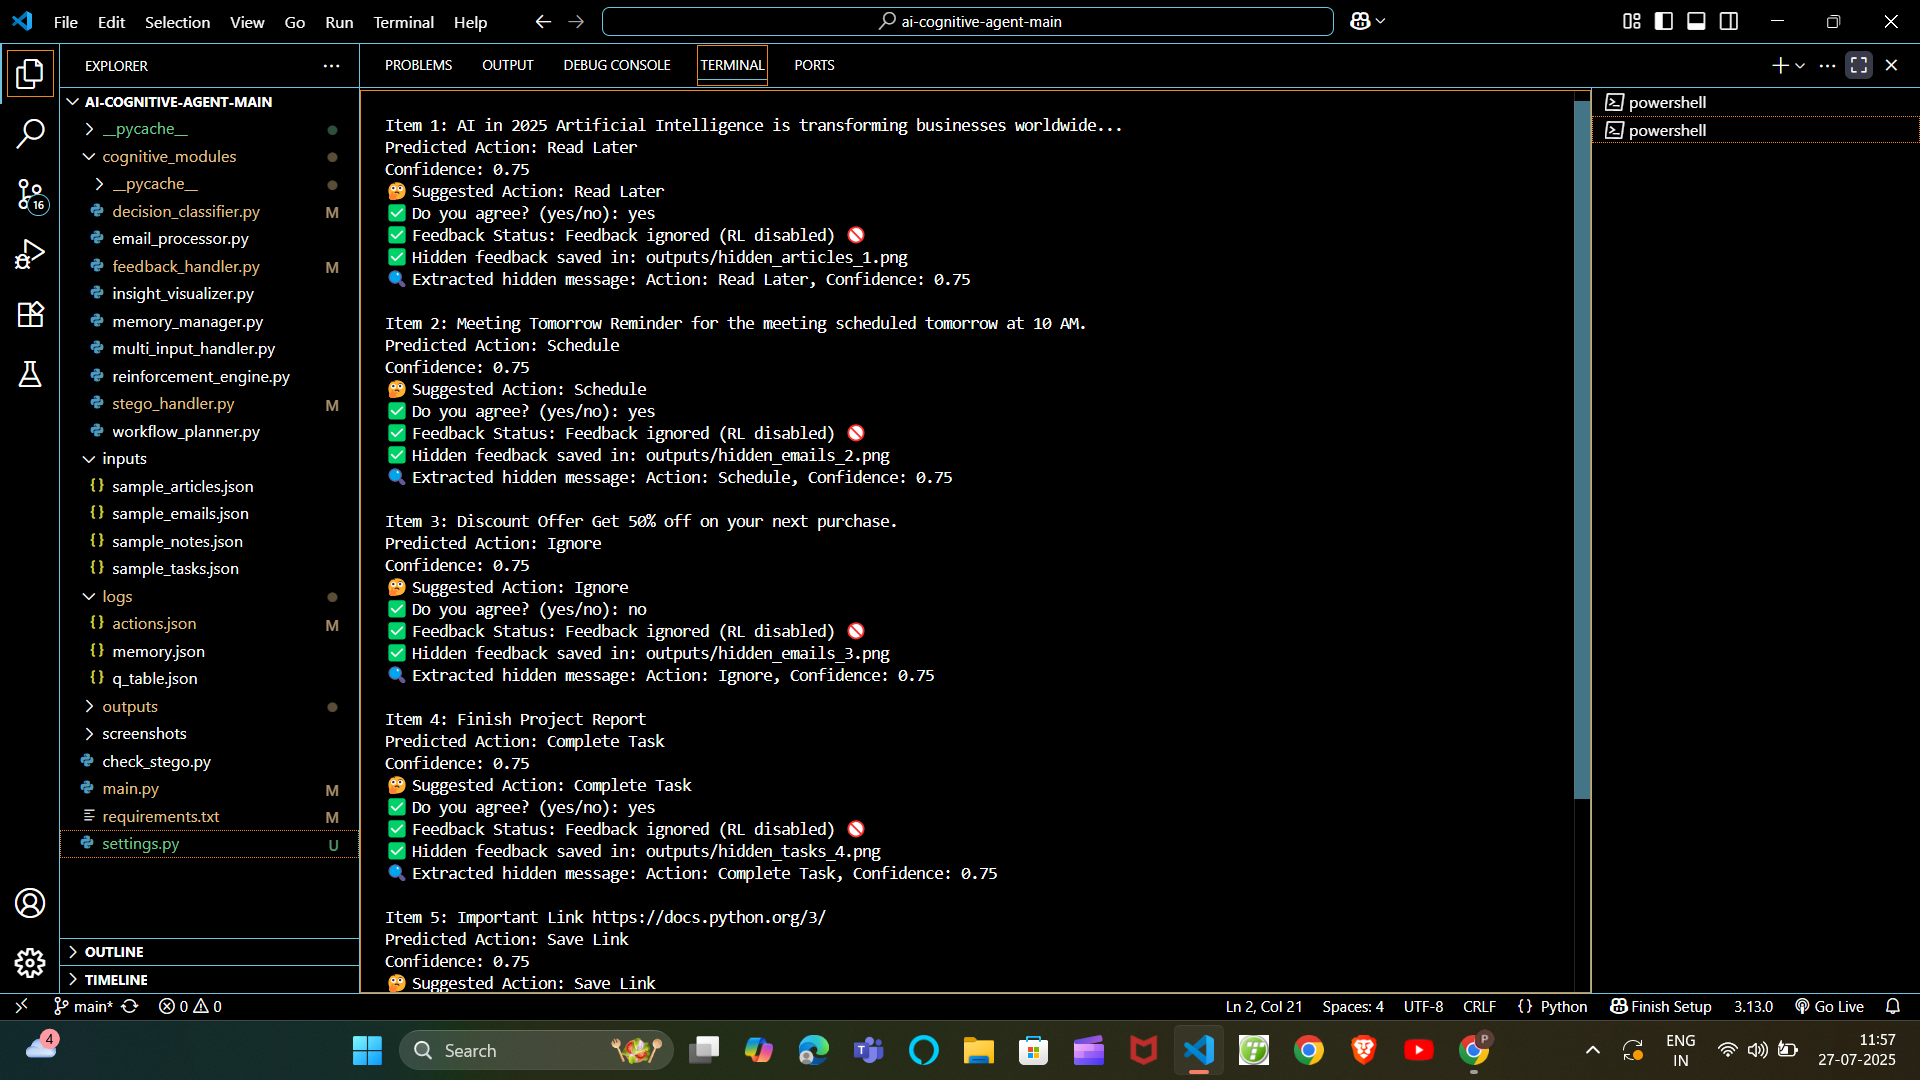 File Edit Selection View Go Run Terminal Help
ai-cognitive-agent-main
EXPLORER
AI-COGNITIVE-AGENT-MAIN
__pycache__
cognitive_modules
__pycache__
decision_classifier.py M
email_processor.py
feedback_handler.py M
insight_visualizer.py
memory_manager.py
multi_input_handler.py
reinforcement_engine.py
stego_handler.py M
workflow_planner.py
inputs
{} sample_articles.json
{} sample_emails.json
{} sample_notes.json
{} sample_tasks.json
logs
{} actions.json M
{} memory.json
{} q_table.json
outputs
screenshots
check_stego.py
main.py M
requirements.txt M
settings.py U
OUTLINE
TIMELINE
16
PROBLEMS OUTPUT DEBUG CONSOLE TERMINAL PORTS
Item 1: AI in 2025 Artificial Intelligence is transforming businesses worldwide...
Predicted Action: Read Later
Confidence: 0.75
🤔 Suggested Action: Read Later
✅ Do you agree? (yes/no): yes
✅ Feedback Status: Feedback ignored (RL disabled) 🚫
✅ Hidden feedback saved in: outputs/hidden_articles_1.png
🔍 Extracted hidden message: Action: Read Later, Confidence: 0.75
Item 2: Meeting Tomorrow Reminder for the meeting scheduled tomorrow at 10 AM.
Predicted Action: Schedule
Confidence: 0.75
🤔 Suggested Action: Schedule
✅ Do you agree? (yes/no): yes
✅ Feedback Status: Feedback ignored (RL disabled) 🚫
✅ Hidden feedback saved in: outputs/hidden_emails_2.png
🔍 Extracted hidden message: Action: Schedule, Confidence: 0.75
Item 3: Discount Offer Get 50% off on your next purchase.
Predicted Action: Ignore
Confidence: 0.75
🤔 Suggested Action: Ignore
✅ Do you agree? (yes/no): no
✅ Feedback Status: Feedback ignored (RL disabled) 🚫
✅ Hidden feedback saved in: outputs/hidden_emails_3.png
🔍 Extracted hidden message: Action: Ignore, Confidence: 0.75
Item 4: Finish Project Report
Predicted Action: Complete Task
Confidence: 0.75
🤔 Suggested Action: Complete Task
✅ Do you agree? (yes/no): yes
✅ Feedback Status: Feedback ignored (RL disabled) 🚫
✅ Hidden feedback saved in: outputs/hidden_tasks_4.png
🔍 Extracted hidden message: Action: Complete Task, Confidence: 0.75
Item 5: Important Link https://docs.python.org/3/
Predicted Action: Save Link
Confidence: 0.75
🤔 Suggested Action: Save Link
powershell
powershell
main* 0 0
Ln 2, Col 21 Spaces: 4 UTF-8 CRLF {} Python Finish Setup 3.13.0 Go Live
4
Search
P
ENG
IN
11:57
27-07-2025